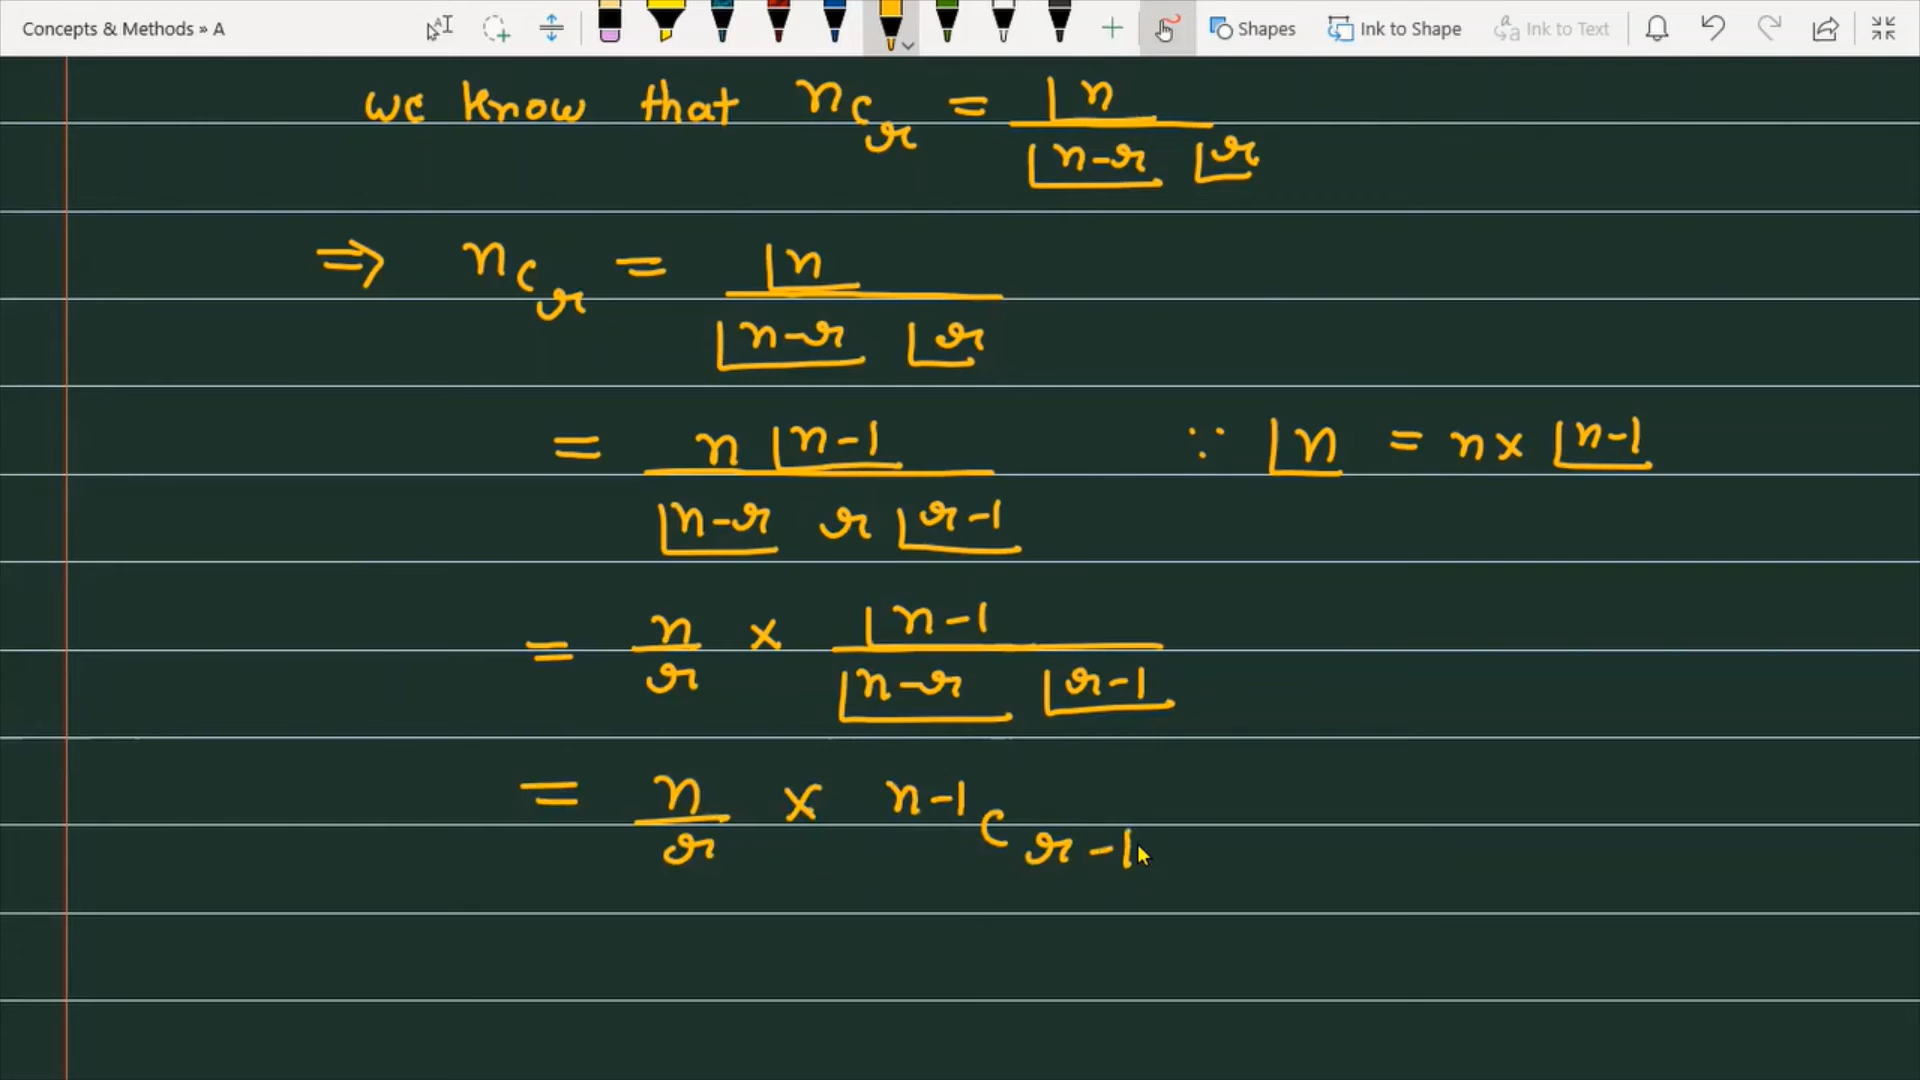 Concepts & Methods » A
Shapes Ink to Shape Ink to Text
we know that nCr = |n / |n-r |r
⇒ nCr = |n / |n-r |r
= n |n-1 / |n-r r |r-1 ∵ |n = n× |n-1
= n/r × |n-1 / |n-r |r-1
= n/r × n-1Cr-1